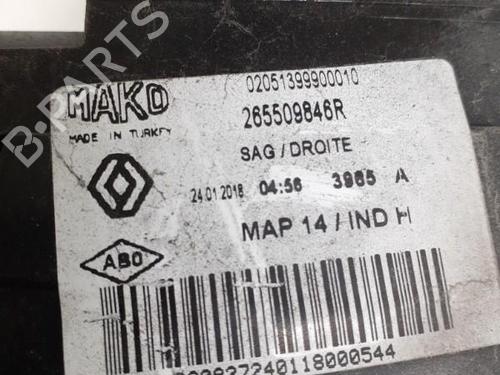 MAKO
MADE IN TURKEY
02051399900010
265509846R
SAG / DROITE
24.01.2018 04:56 3965 A
MAP 14 / IND H
ABO
B-PARTS